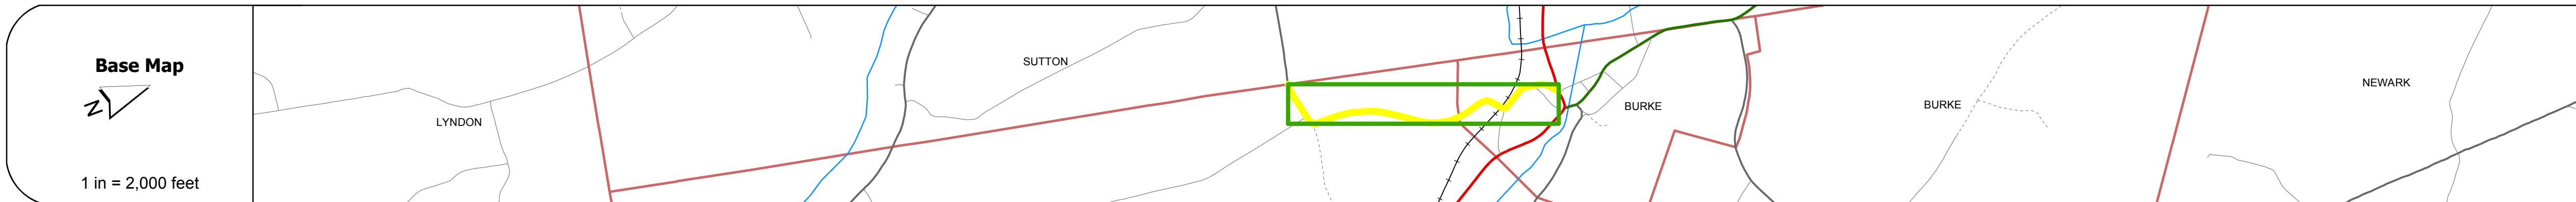 Base Map
N
1 in = 2,000 feet
LYNDON
SUTTON
BURKE
BURKE
NEWARK